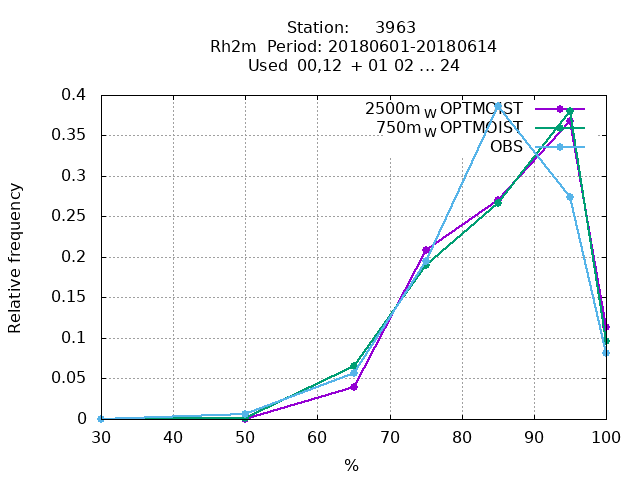 Station: 3963
Rh2m Period: 20180601-20180614
Used 00,12 + 01 02 ... 24
2500m W OPTMOIST
750m W OPTMOIST
OBS
Relative frequency
0.4
0.35
0.3
0.25
0.2
0.15
0.1
0.05
0
30 40 50 60 70 80 90 100
%